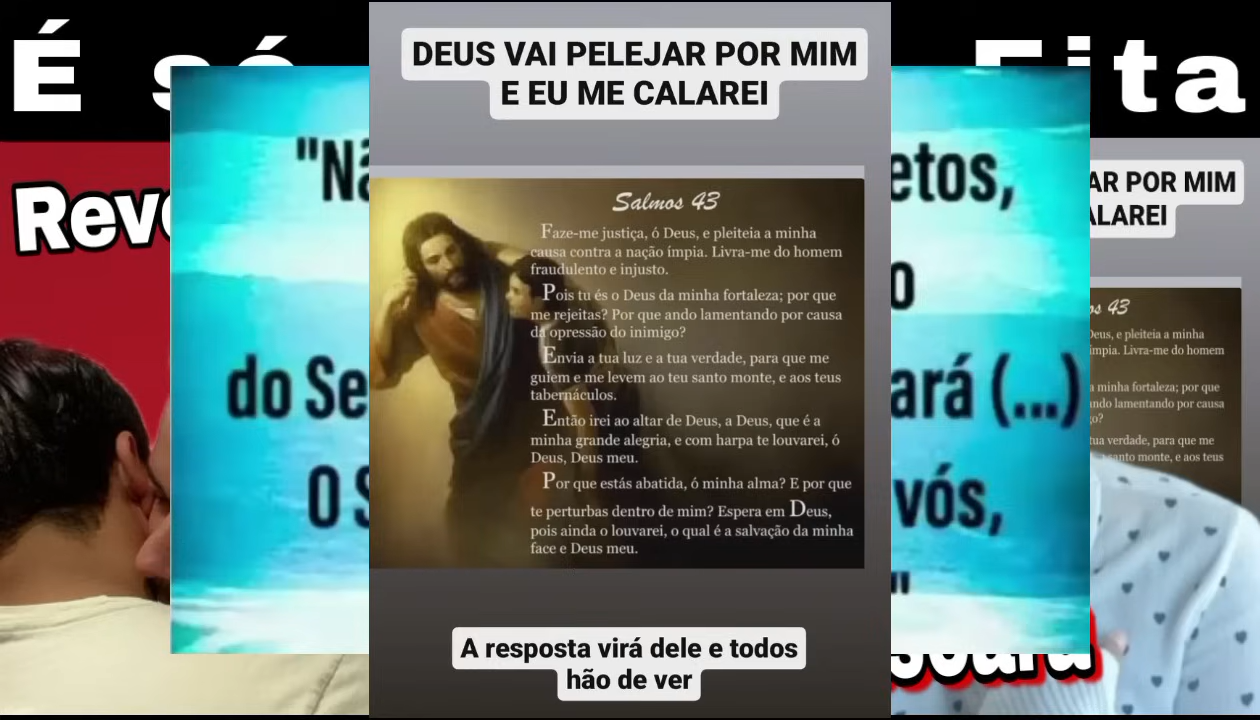 É só
Eita
DEUS VAI PELEJAR POR MIM
E EU ME CALAREI
Salmos 43
Faze-me justiça, ó Deus, e pleiteia a minha
causa contra a nação ímpia. Livra-me do homem
fraudulento e injusto.
Pois tu és o Deus da minha fortaleza; por que
me rejeitas? Por que ando lamentando por causa
da opressão do inimigo?
Envia a tua luz e a tua verdade, para que me
guiem e me levem ao teu santo monte, e aos teus
tabernáculos.
Então irei ao altar de Deus, a Deus, que é a
minha grande alegria, e com harpa te louvarei, ó
Deus, Deus meu.
Por que estás abatida, ó minha alma? E por que
te perturbas dentro de mim? Espera em Deus,
pois ainda o louvarei, o qual é a salvação da minha
face e Deus meu.
A resposta virá dele e todos
hão de ver
Reve
"Nã
do Se
O S
etos,
o
ará (...)
vós,
"
AR POR MIM
ALAREI
os 43
Deus, e pleiteia a minha
ímpia. Livra-me do homem
a minha fortaleza; por que
ando lamentando por causa
go?
tua verdade, para que me
santo monte, e aos teus